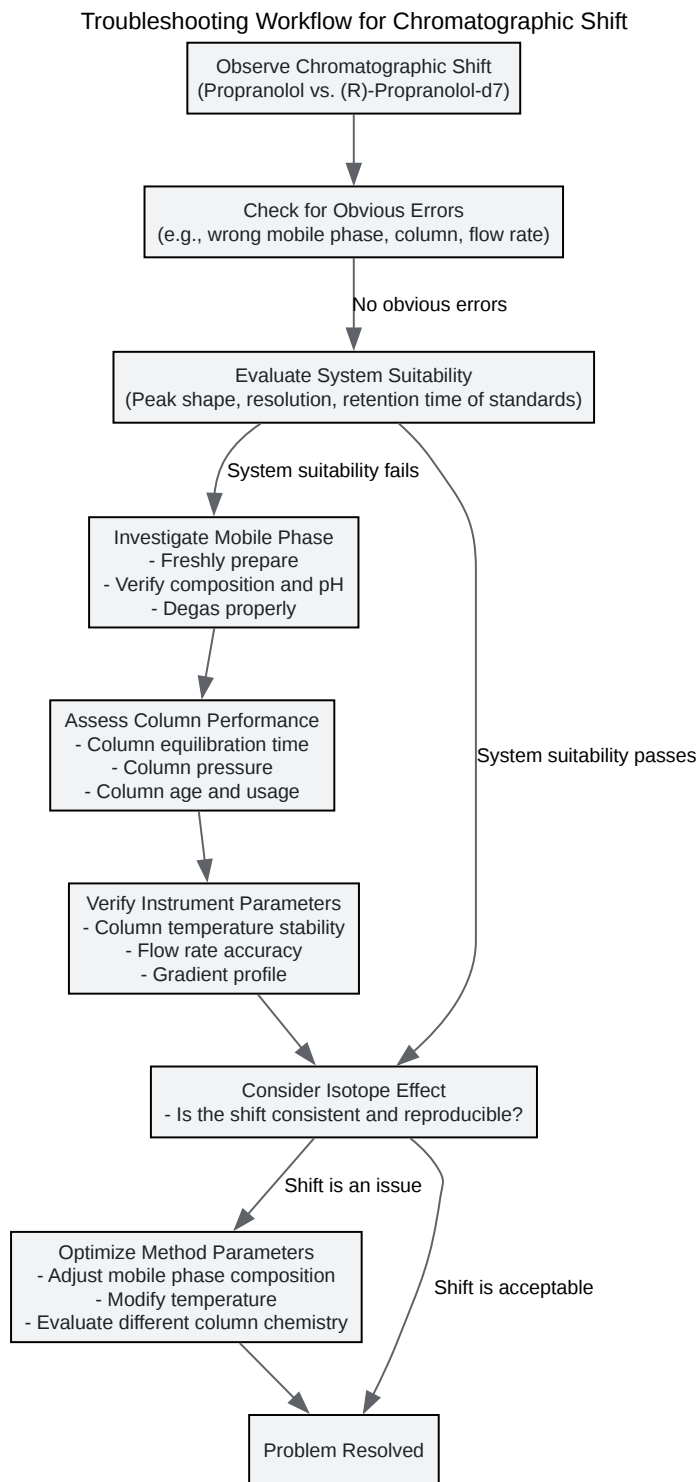 Troubleshooting Workflow for Chromatographic Shift
Observe Chromatographic Shift
(Propranolol vs. (R)-Propranolol-d7)
Check for Obvious Errors
(e.g., wrong mobile phase, column, flow rate)
No obvious errors
Evaluate System Suitability
(Peak shape, resolution, retention time of standards)
System suitability fails
Investigate Mobile Phase
- Freshly prepare
- Verify composition and pH
- Degas properly
Assess Column Performance
- Column equilibration time
- Column pressure
- Column age and usage
System suitability passes
Verify Instrument Parameters
- Column temperature stability
- Flow rate accuracy
- Gradient profile
Consider Isotope Effect
- Is the shift consistent and reproducible?
Shift is an issue
Optimize Method Parameters
- Adjust mobile phase composition
- Modify temperature
- Evaluate different column chemistry
Shift is acceptable
Problem Resolved